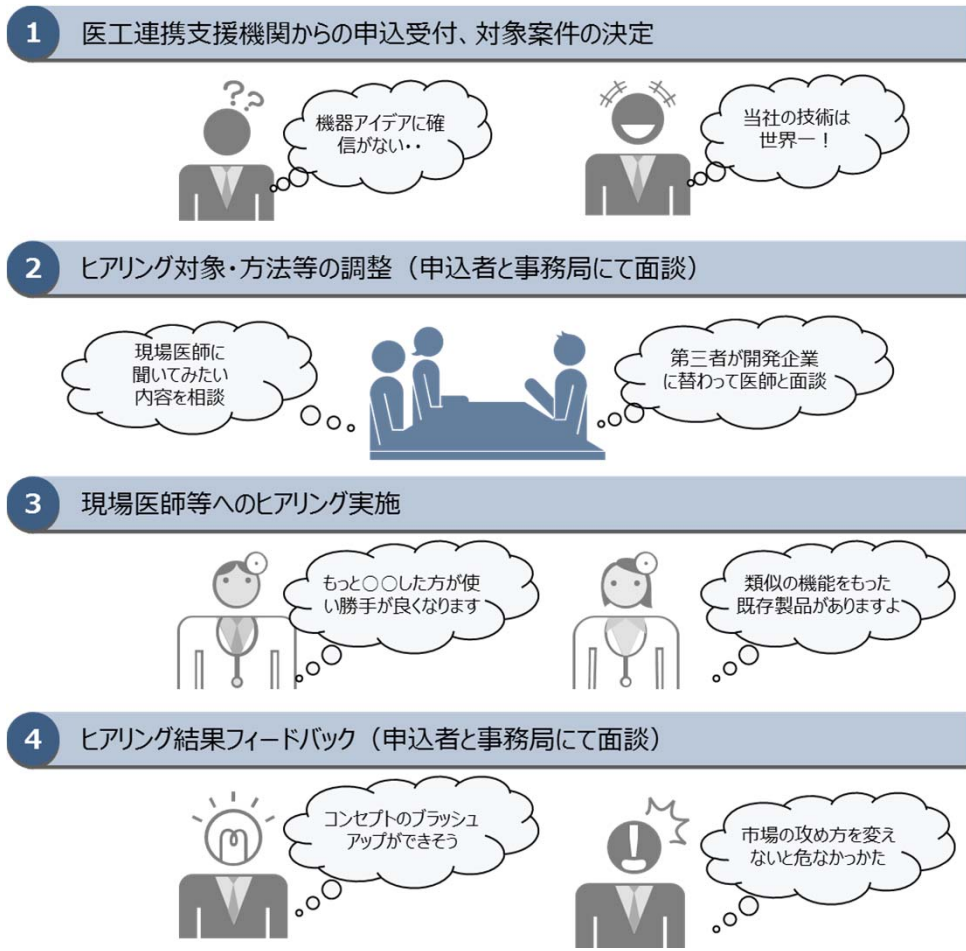 1 医工連携支援機関からの申込受付、対象案件の決定
??
機器アイデアに確
信がない・・
当社の技術は
世界一！
2 ヒアリング対象・方法等の調整（申込者と事務局にて面談）
現場医師に
聞いてみたい
内容を相談
第三者が開発企業
に替わって医師と面談
3 現場医師等へのヒアリング実施
もっと○○した方が使
い勝手が良くなります
類似の機能をもった
既存製品がありますよ
4 ヒアリング結果フィードバック（申込者と事務局にて面談）
コンセプトのブラッシュ
アップができそう
市場の攻め方を変え
ないと危なかっかた